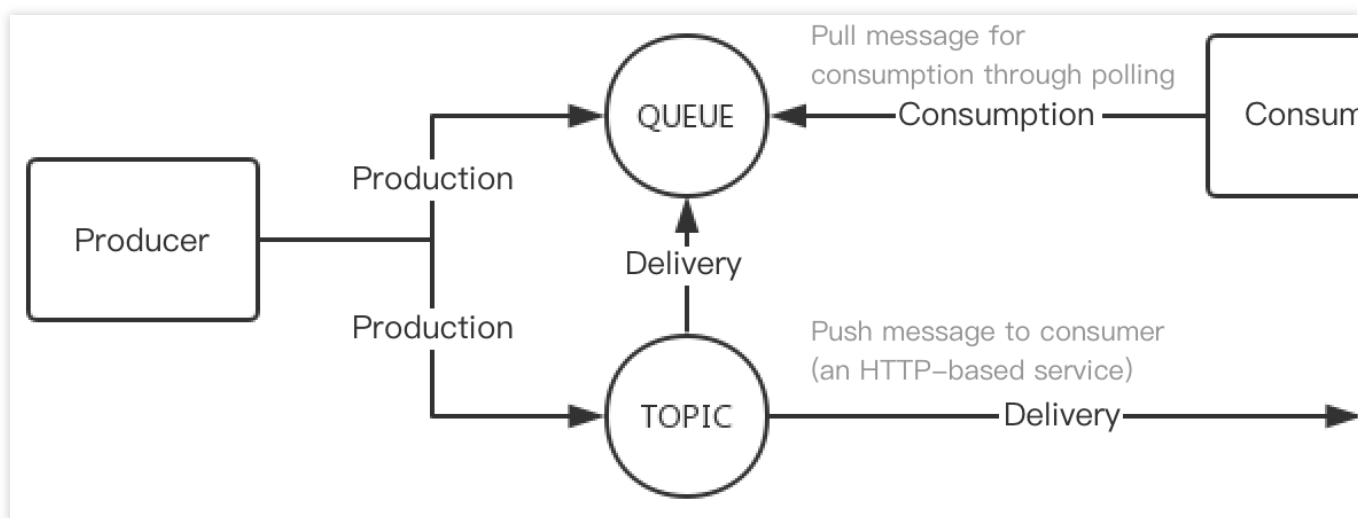 Pull message for
consumption through polling
QUEUE
Consumption
Consum
Production
Producer
Delivery
Production
Push message to consumer
(an HTTP-based service)
TOPIC
Delivery